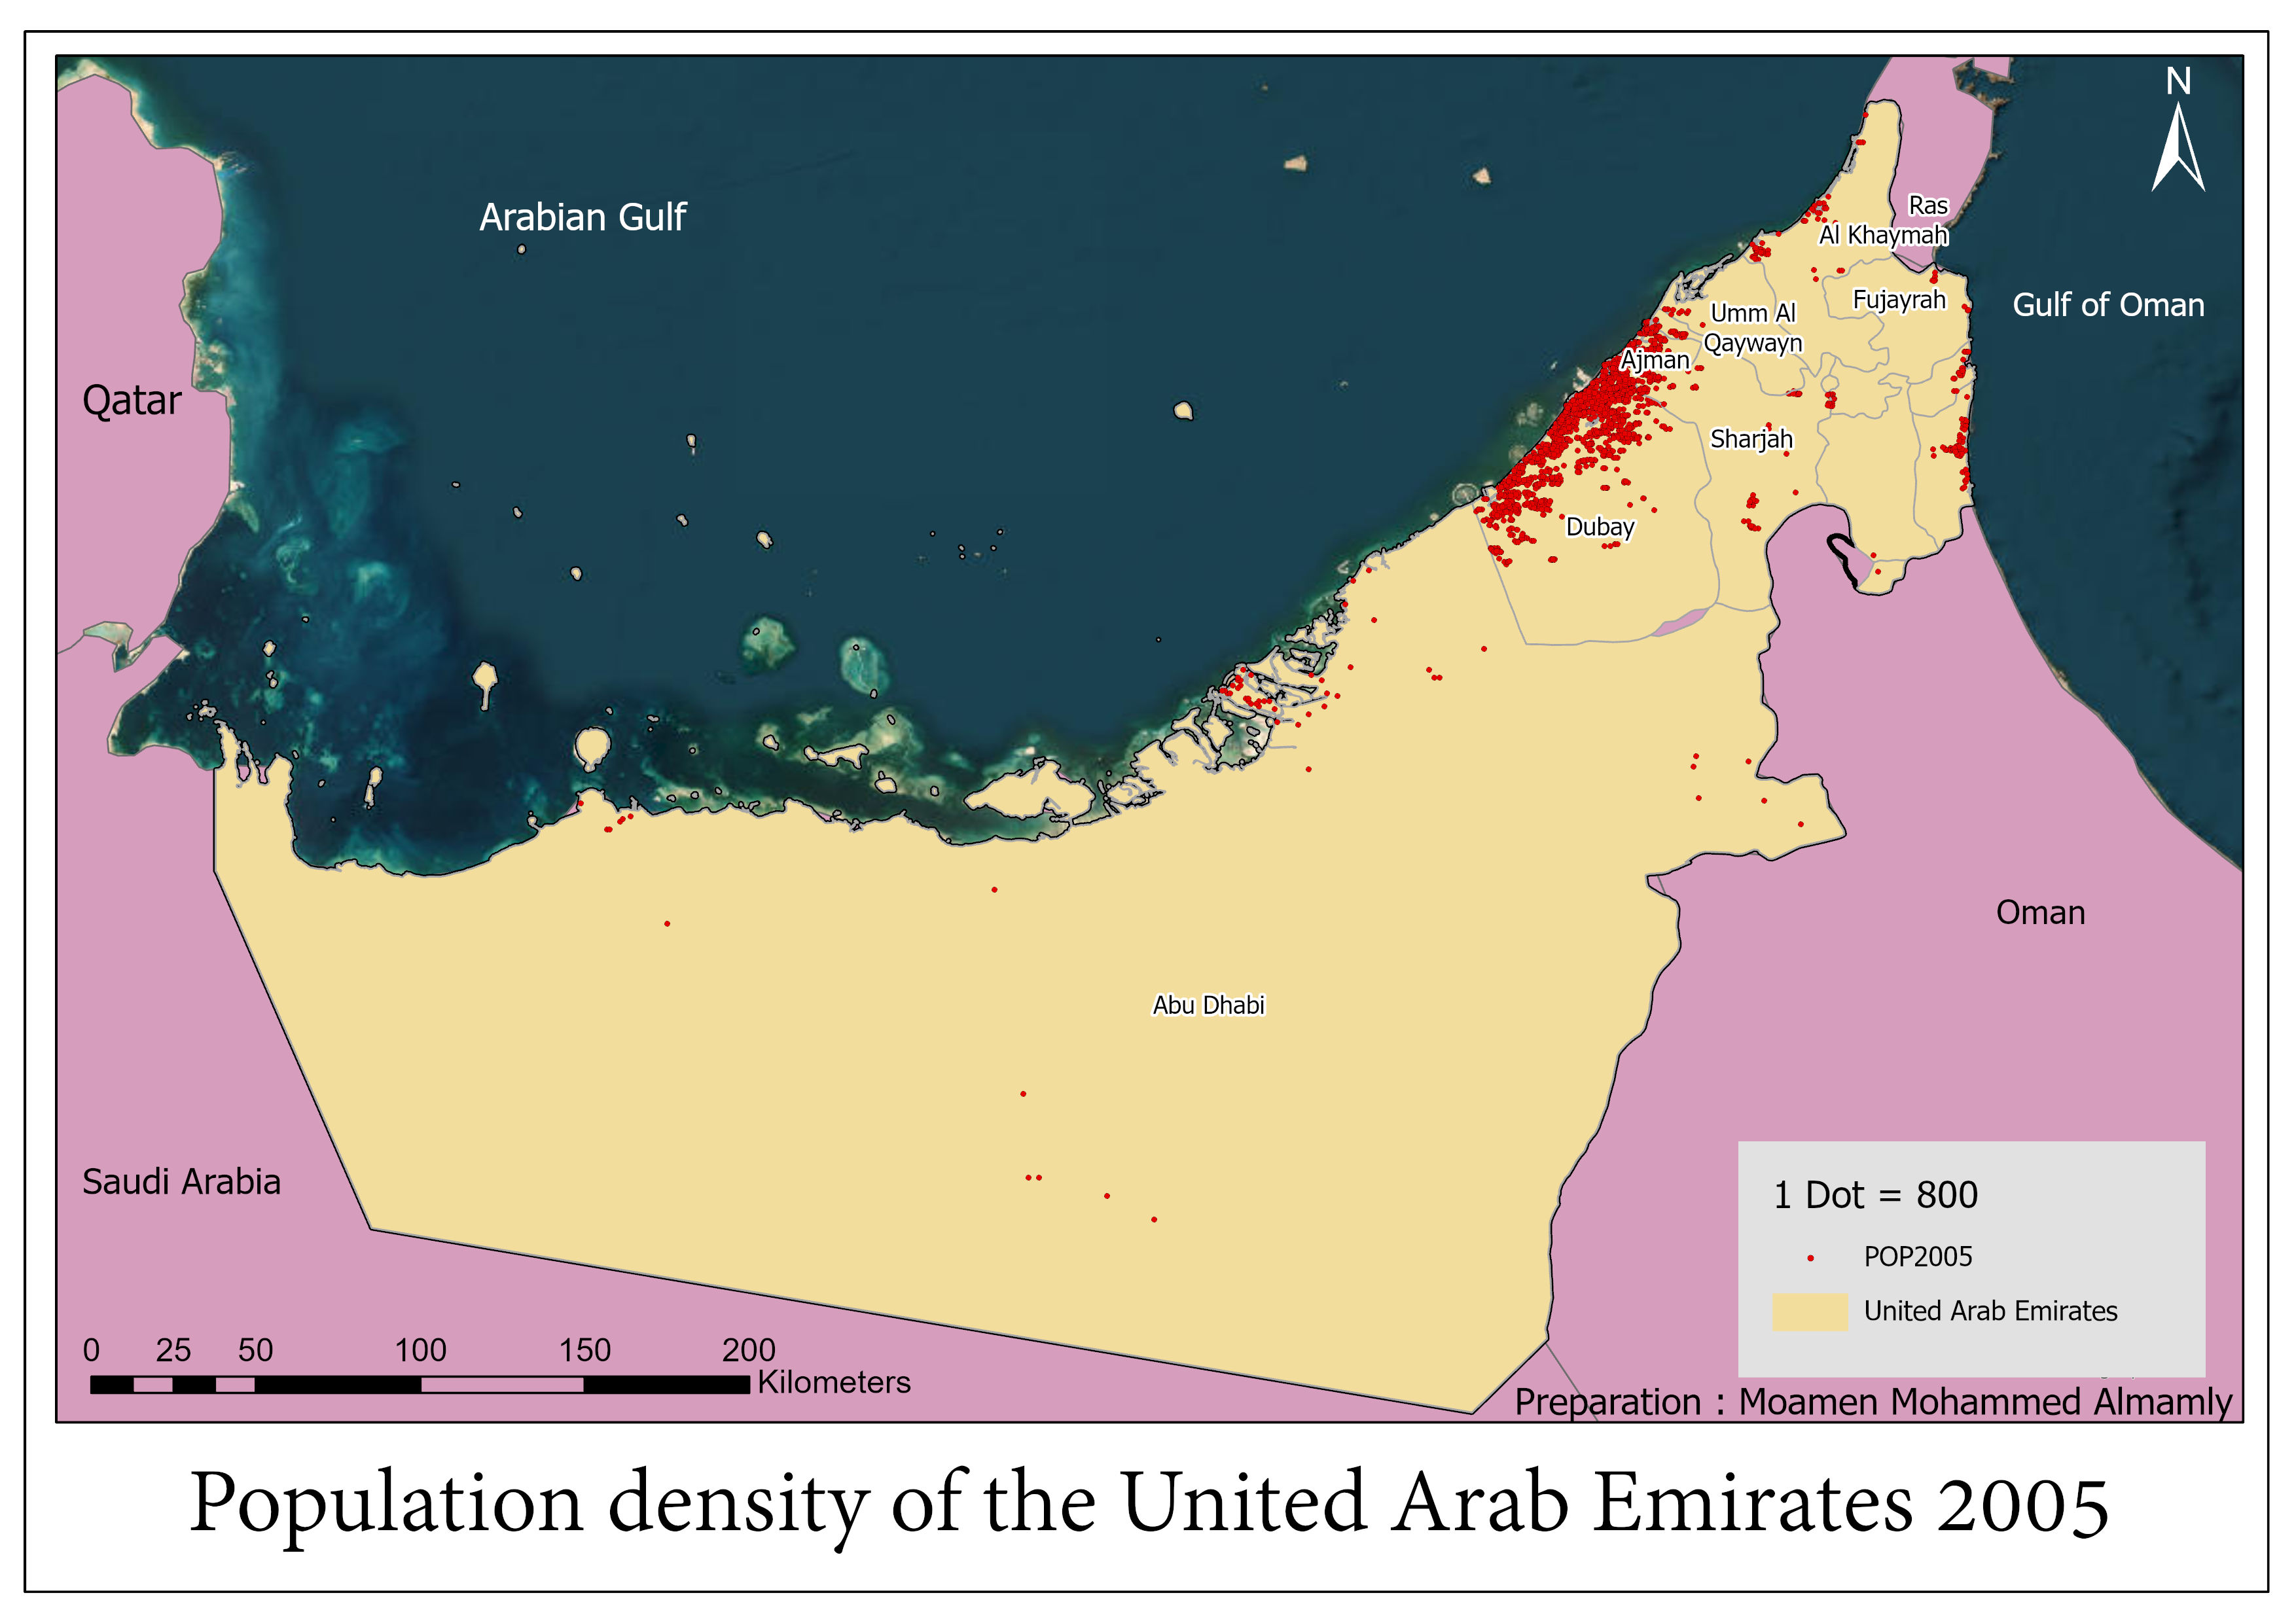 N
Arabian Gulf
Ras
Al Khaymah
Fujayrah
Gulf of Oman
Umm Al
Qaywayn
Ajman
Qatar
Sharjah
Dubay
Oman
Abu Dhabi
Saudi Arabia
1 Dot = 800
POP2005
United Arab Emirates
0 25 50 100 150 200
Kilometers
Preparation : Moamen Mohammed Almamly
Population density of the United Arab Emirates 2005